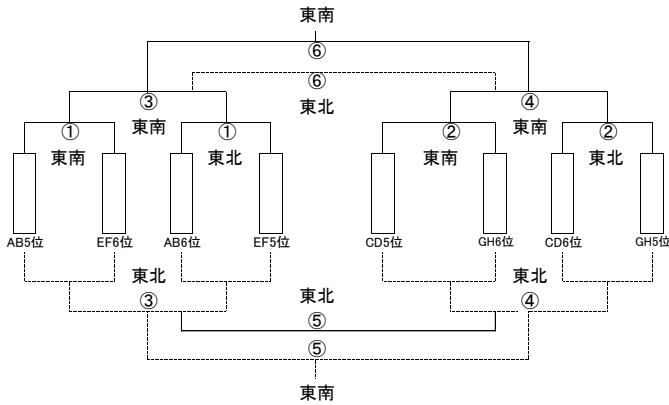 東南
⑥
⑥
東北
③ ④
① 東南 ① ② 東南 ②
東南 東北 東南 東北
AB5位 EF6位 AB6位 EF5位 CD5位 GH6位 CD6位 GH5位
東北 東北
③ 東北 ④
⑤
⑤
東南